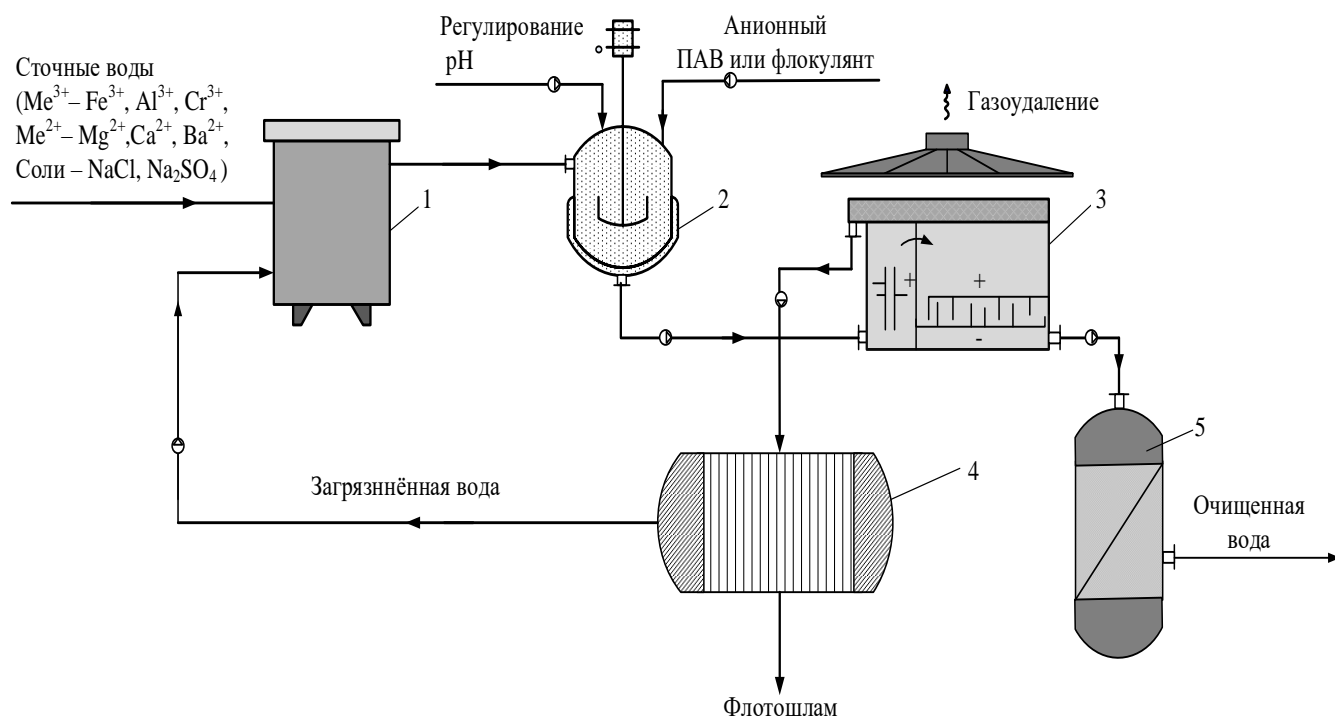 Регулирование
pH
Анионный
ПАВ или флокулянт
Сточные воды
(Me³⁺– Fe³⁺, Al³⁺, Cr³⁺,
Me²⁺– Mg²⁺,Ca²⁺, Ba²⁺,
Соли – NaCl, Na₂SO₄ )
Газоудаление
1
2
3
+
+
-
4
5
Загрязннённая вода
Очищенная
вода
Флотошлам